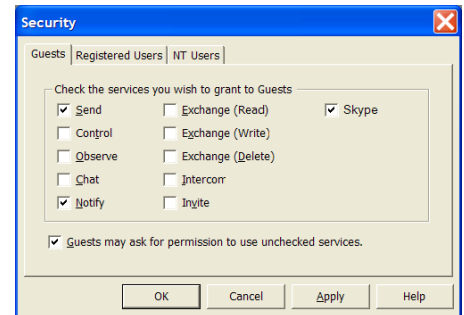 Security
Guests Registered Users NT Users
Check the services you wish to grant to Guests
Send Exchange (Read) Skype
Control Exchange (Write)
Observe Exchange (Delete)
Chat Intercom
Notify Invite
Guests may ask for permission to use unchecked services.
OK Cancel Apply Help